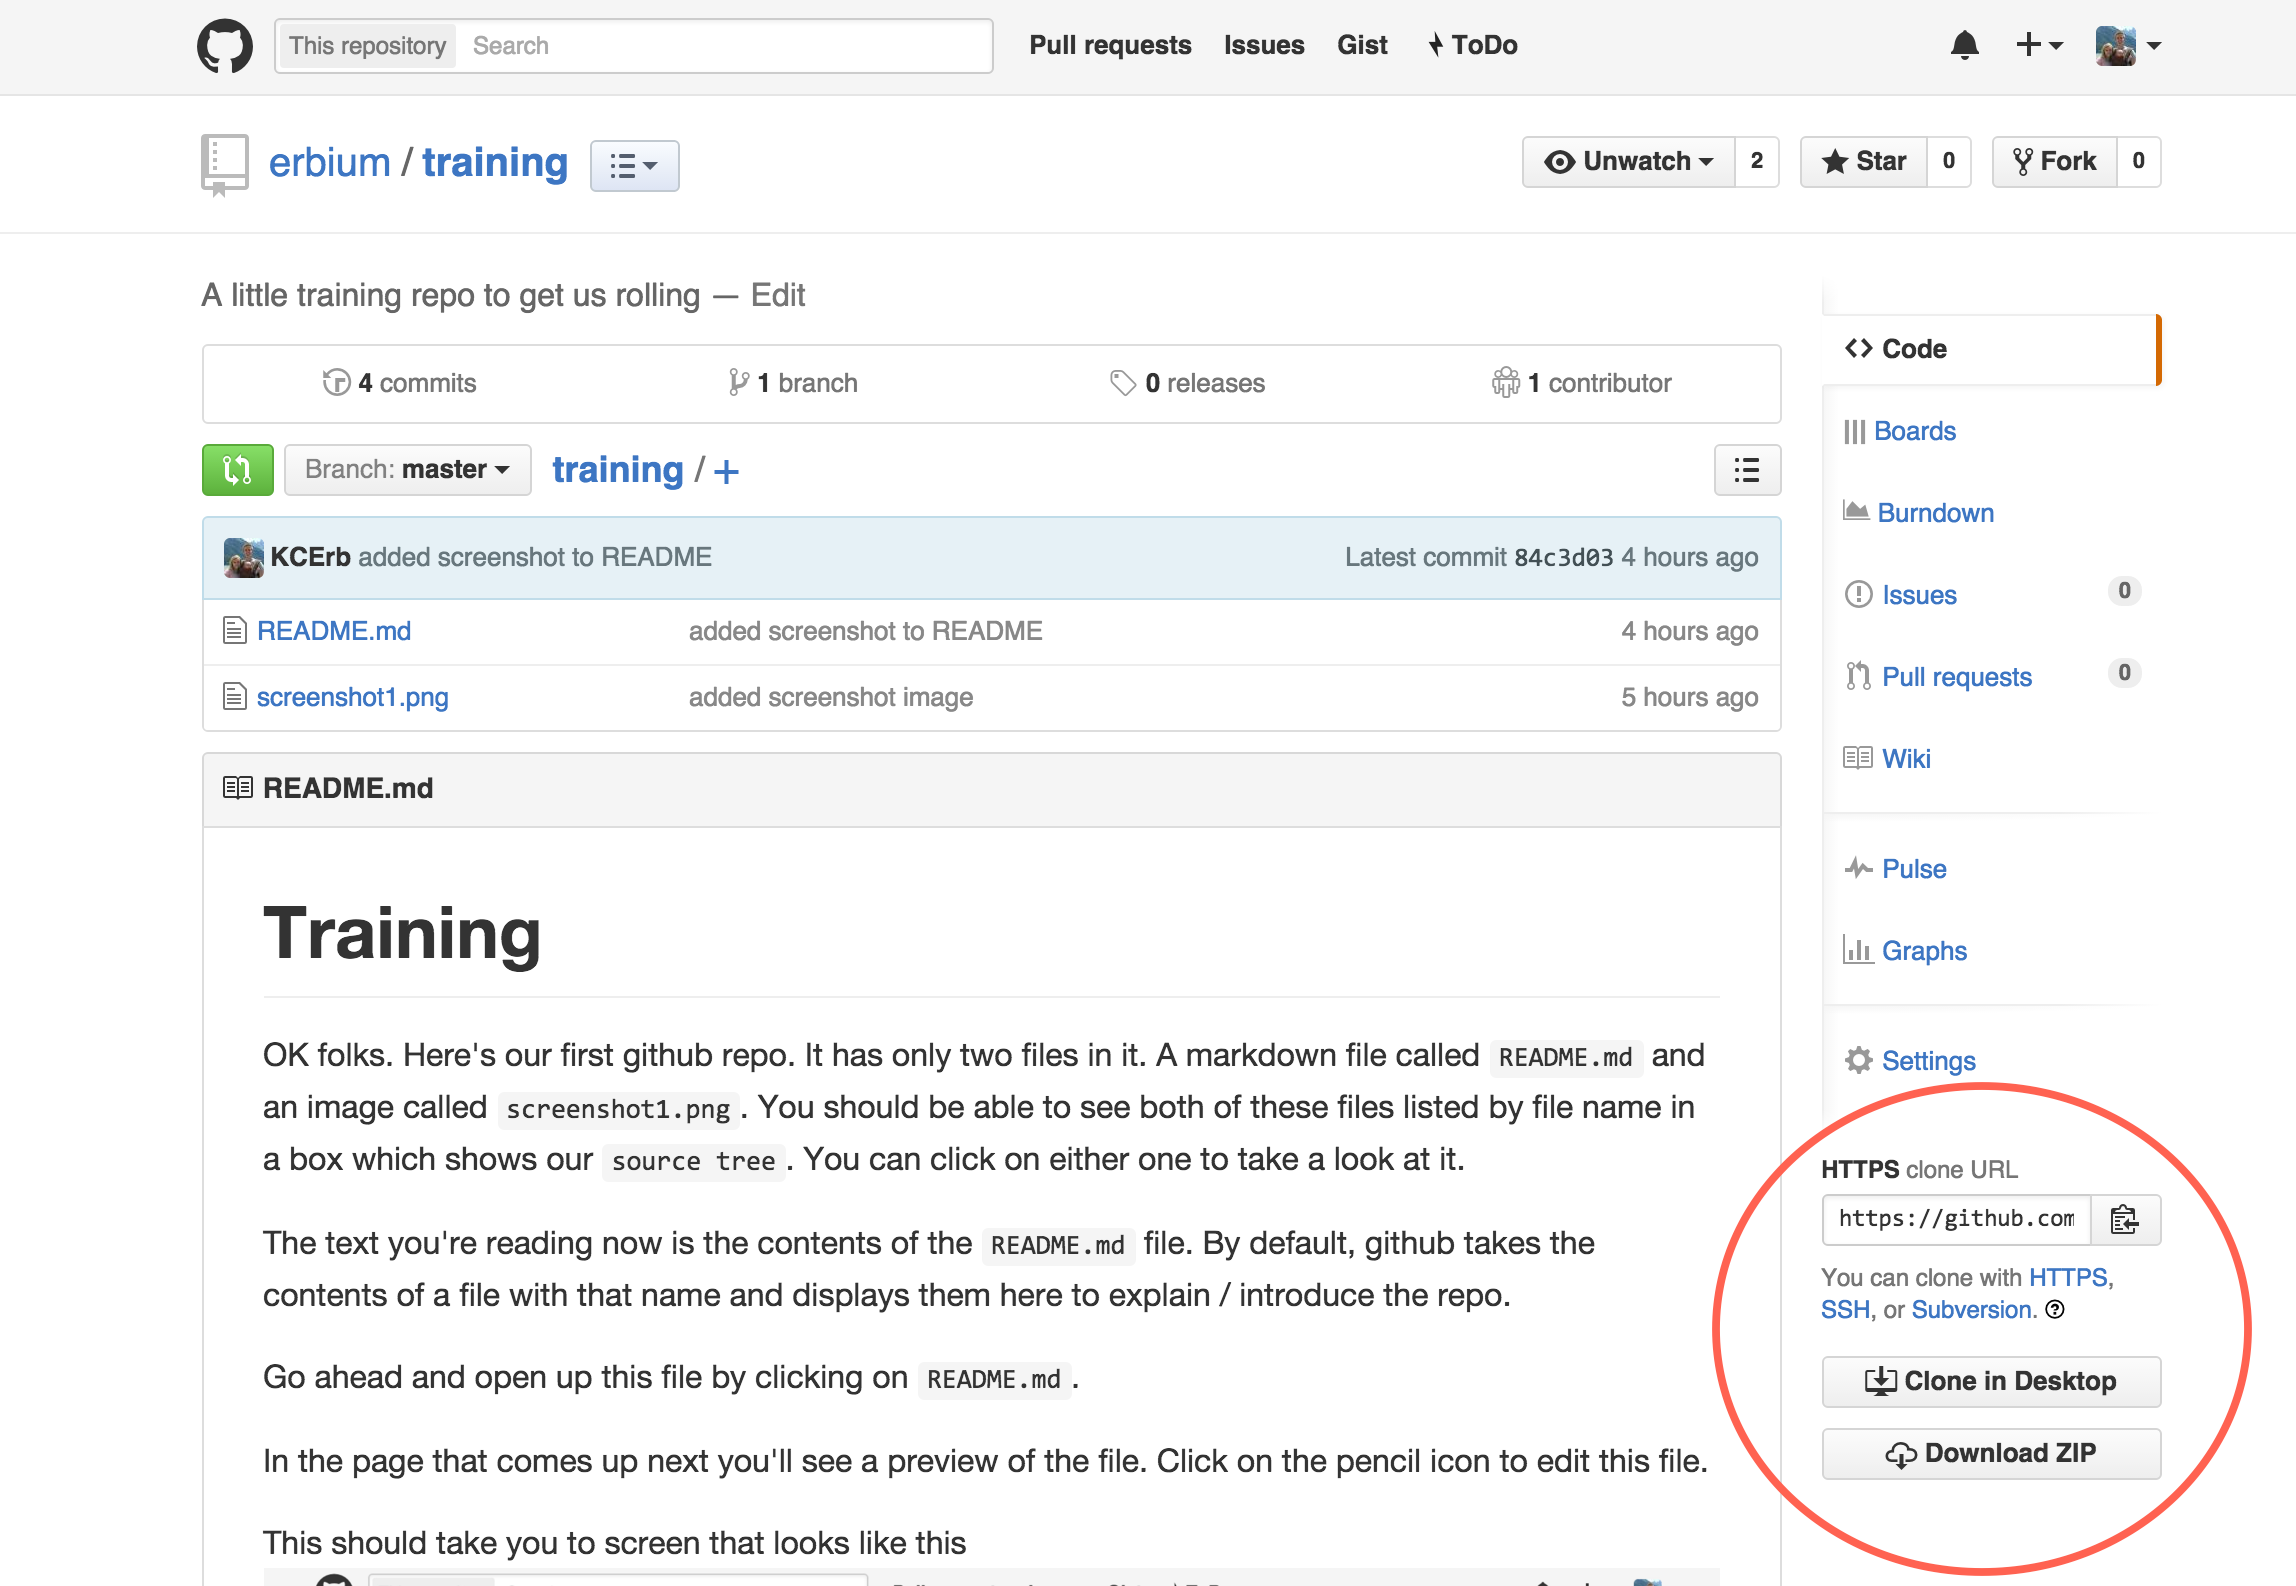 This repository Search Pull requests Issues Gist ToDo
erbium / training Unwatch 2 Star 0 Fork 0
A little training repo to get us rolling — Edit
4 commits 1 branch 0 releases 1 contributor
Branch: master training / +
KCErb added screenshot to README Latest commit 84c3d03 4 hours ago
README.md added screenshot to README 4 hours ago
screenshot1.png added screenshot image 5 hours ago
README.md
Training
OK folks. Here's our first github repo. It has only two files in it. A markdown file called README.md and
an image called screenshot1.png. You should be able to see both of these files listed by file name in
a box which shows our source tree. You can click on either one to take a look at it.
The text you're reading now is the contents of the README.md file. By default, github takes the
contents of a file with that name and displays them here to explain / introduce the repo.
Go ahead and open up this file by clicking on README.md.
In the page that comes up next you'll see a preview of the file. Click on the pencil icon to edit this file.
This should take you to screen that looks like this
Code
Boards
Burndown
Issues 0
Pull requests 0
Wiki
Pulse
Graphs
Settings
HTTPS clone URL
https://github.com
You can clone with HTTPS,
SSH, or Subversion.
Clone in Desktop
Download ZIP